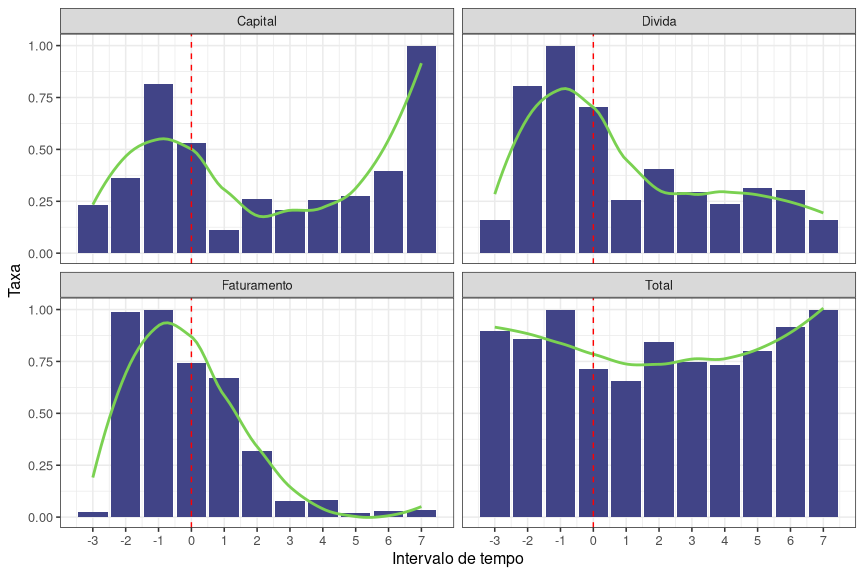 Capital
Divida
1.00
0.75
0.50
0.25
0.00
Faturamento
Total
1.00
0.75
0.50
0.25
0.00
-3 -2 -1 0 1 2 3 4 5 6 7
-3 -2 -1 0 1 2 3 4 5 6 7
Taxa
Intervalo de tempo